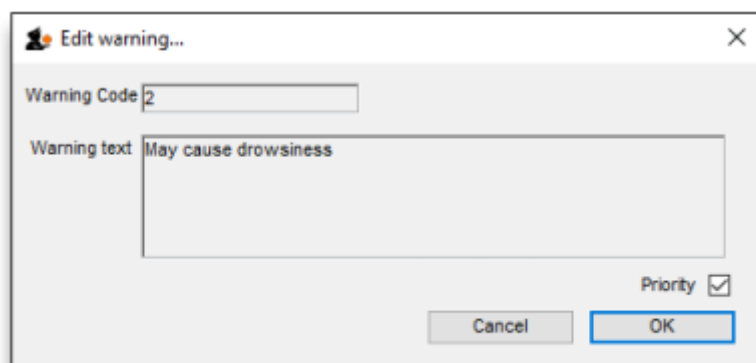 Edit warning...
Warning Code 2
Warning text May cause drowsiness
Priority
Cancel OK